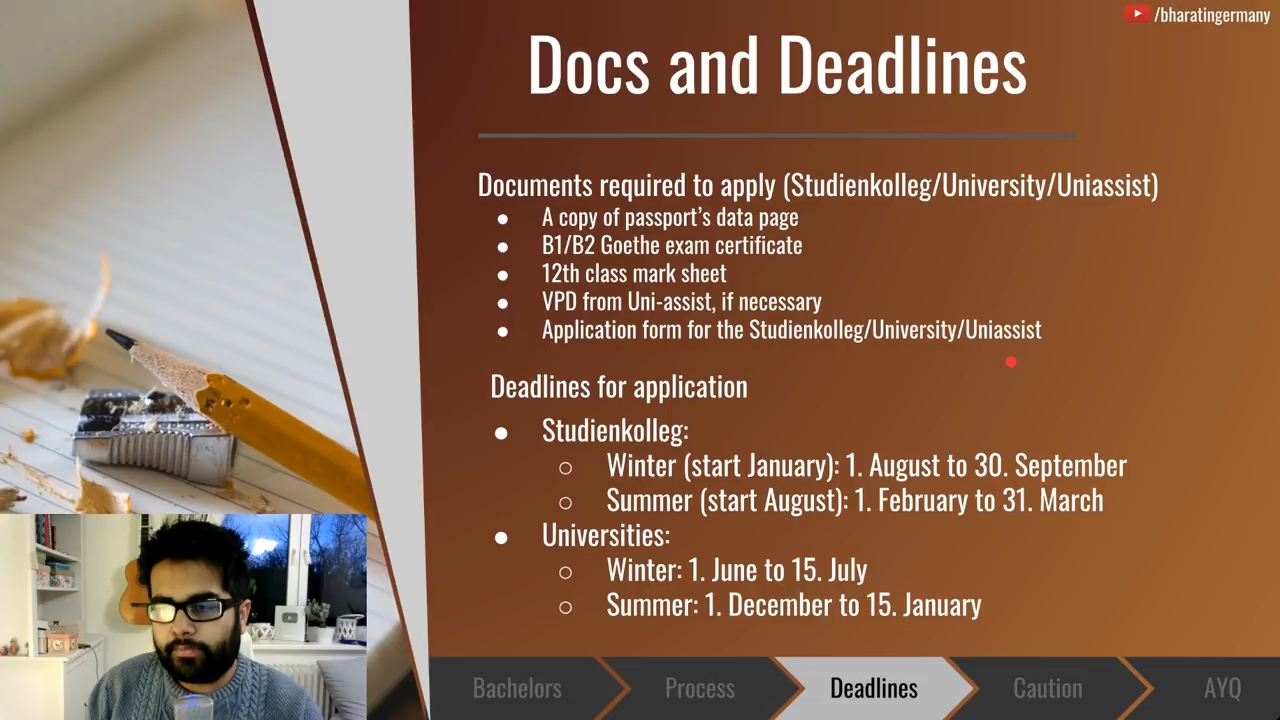 /bharatingermany
Docs and Deadlines
Documents required to apply (Studienkolleg/University/Uniassist)
● A copy of passport's data page
● B1/B2 Goethe exam certificate
● 12th class mark sheet
● VPD from Uni-assist, if necessary
● Application form for the Studienkolleg/University/Uniassist
Deadlines for application
● Studienkolleg:
○ Winter (start January): 1. August to 30. September
○ Summer (start August): 1. February to 31. March
● Universities:
○ Winter: 1. June to 15. July
○ Summer: 1. December to 15. January
Bachelors
Process
Deadlines
Caution
AYQ